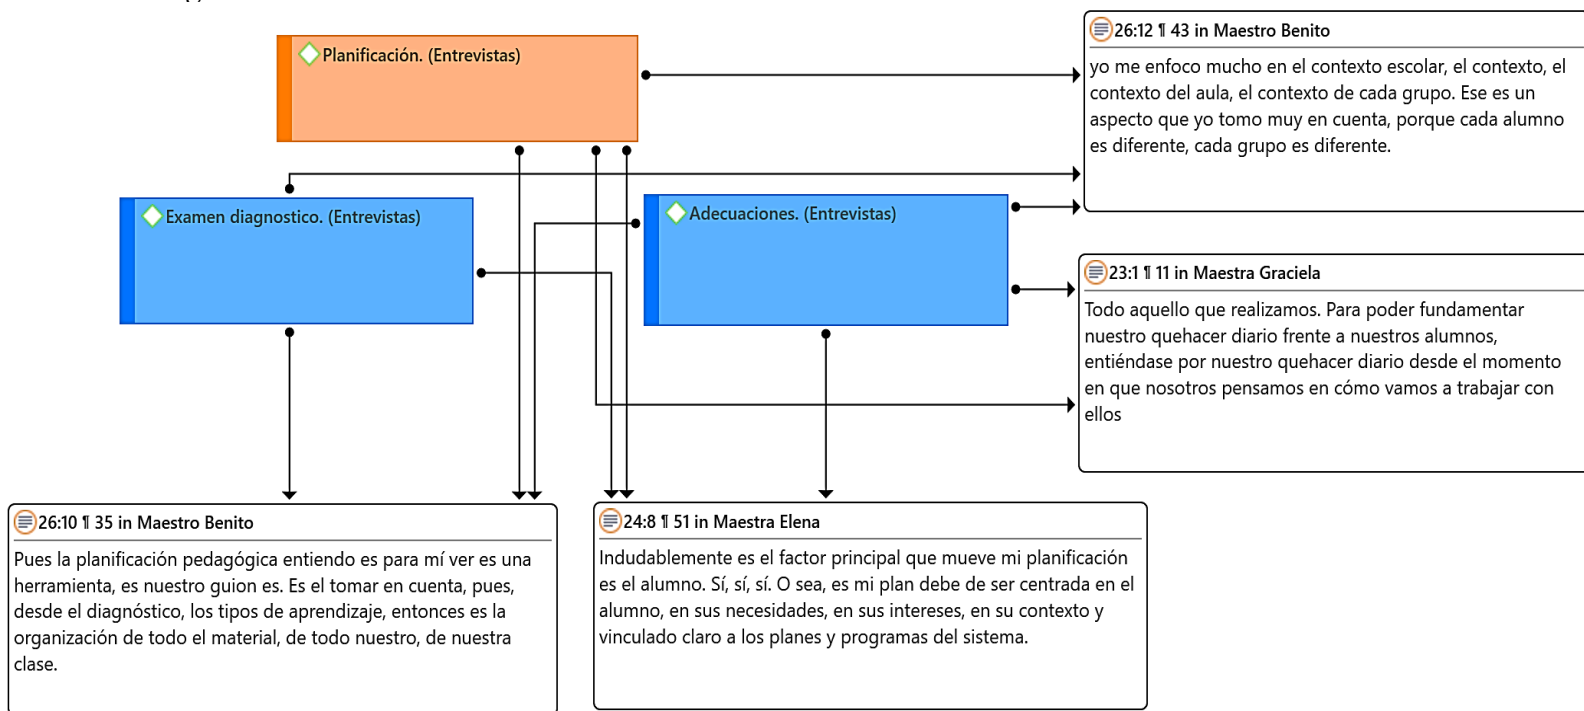 Planificación. (Entrevistas)
26:12 ¶ 43 in Maestro Benito
yo me enfoco mucho en el contexto escolar, el contexto, el
contexto del aula, el contexto de cada grupo. Ese es un
aspecto que yo tomo muy en cuenta, porque cada alumno
es diferente, cada grupo es diferente.
Examen diagnostico. (Entrevistas)
Adecuaciones. (Entrevistas)
23:1 ¶ 11 in Maestra Graciela
Todo aquello que realizamos. Para poder fundamentar
nuestro quehacer diario frente a nuestros alumnos,
entiéndase por nuestro quehacer diario desde el momento
en que nosotros pensamos en cómo vamos a trabajar con
ellos
26:10 ¶ 35 in Maestro Benito
Pues la planificación pedagógica entiendo es para mí ver es una
herramienta, es nuestro guion es. Es el tomar en cuenta, pues,
desde el diagnóstico, los tipos de aprendizaje, entonces es la
organización de todo el material, de todo nuestro, de nuestra
clase.
24:8 ¶ 51 in Maestra Elena
Indudablemente es el factor principal que mueve mi planificación
es el alumno. Sí, sí, sí. O sea, es mi plan debe de ser centrada en el
alumno, en sus necesidades, en sus intereses, en su contexto y
vinculado claro a los planes y programas del sistema.